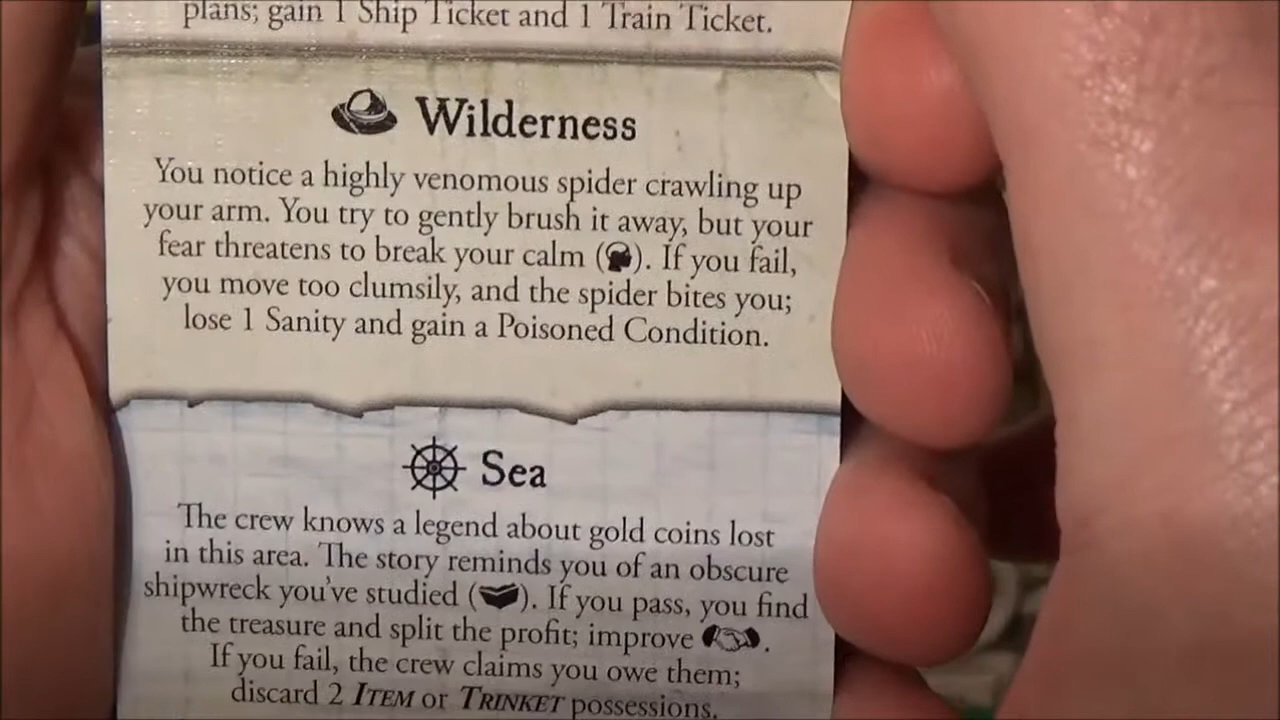 plans; gain 1 Ship Ticket and 1 Train Ticket.
Wilderness
You notice a highly venomous spider crawling up
your arm. You try to gently brush it away, but your
fear threatens to break your calm (). If you fail,
you move too clumsily, and the spider bites you;
lose 1 Sanity and gain a Poisoned Condition.
Sea
The crew knows a legend about gold coins lost
in this area. The story reminds you of an obscure
shipwreck you've studied (). If you pass, you find
the treasure and split the profit; improve .
If you fail, the crew claims you owe them;
discard 2 ITEM or TRINKET possessions.